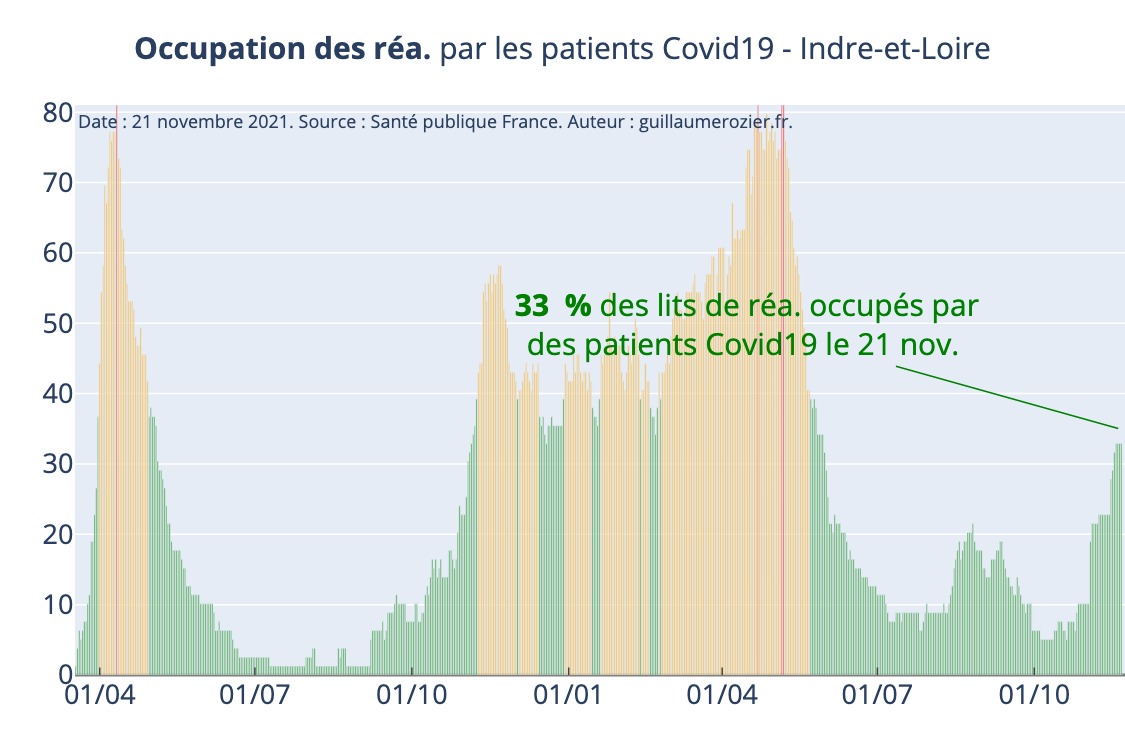 Occupation des réa. par les patients Covid19 - Indre-et-Loire
80
Date : 21 novembre 2021. Source : Santé publique France. Auteur : guillaumerozier.fr.
70
60
33 % des lits de réa. occupés par
50
des patients Covid19 le 21 nov.
40
30
20
10
0
01/04 01/07 01/10 01/01 01/04 01/07 01/10